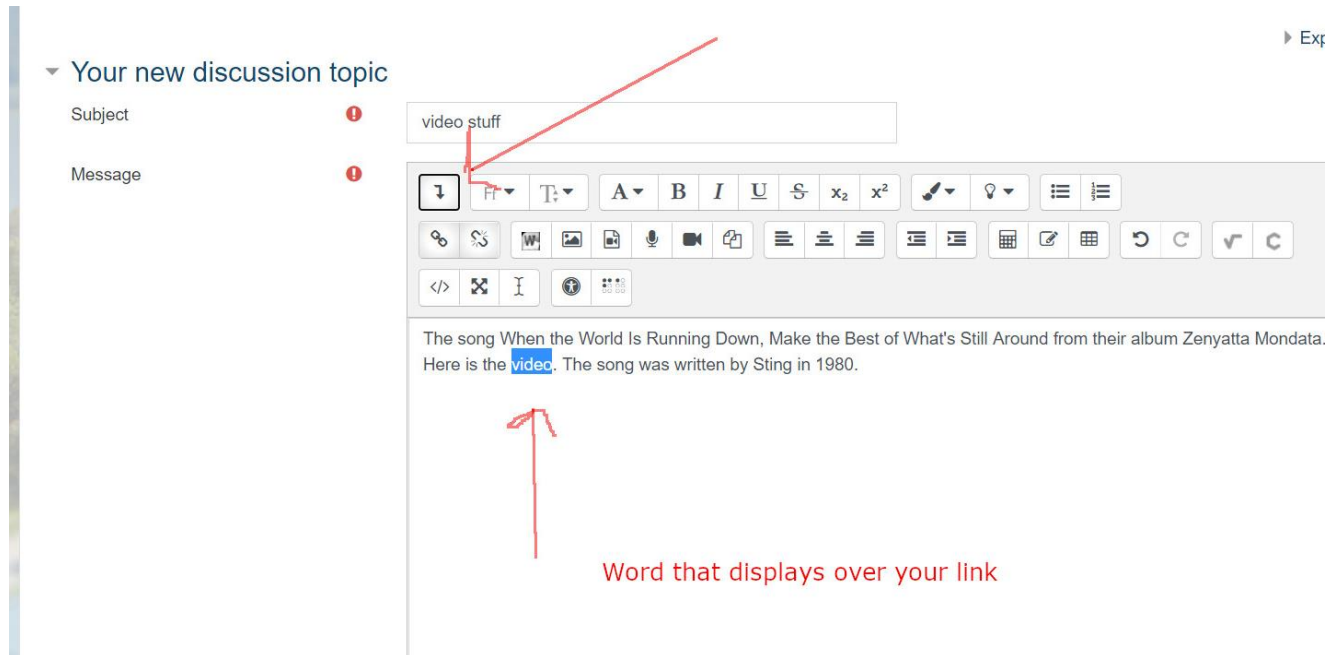 Exp
Your new discussion topic
Subject
video stuff
Message
A B I U S x₂ x²
The song When the World Is Running Down, Make the Best of What's Still Around from their album Zenyatta Mondata.
Here is the video. The song was written by Sting in 1980.
Word that displays over your link